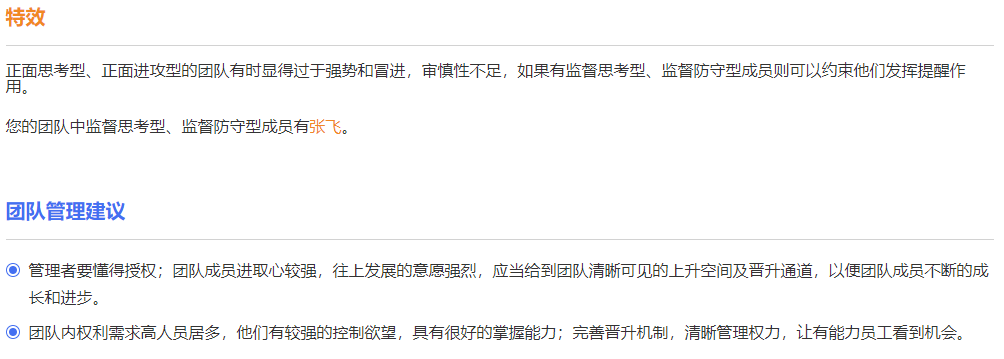 特效
正面思考型、正面进攻型的团队有时显得过于强势和冒进，审慎性不足，如果有监督思考型、监督防守型成员则可以约束他们发挥提醒作
用。
您的团队中监督思考型、监督防守型成员有张飞。
团队管理建议
管理者要懂得授权；团队成员进取心较强，往上发展的意愿强烈，应当给到团队清晰可见的上升空间及晋升通道，以便团队成员不断的成
长和进步。
团队内权利需求高人员居多，他们有较强的控制欲望，具有很好的掌握能力；完善晋升机制，清晰管理权力，让有能力员工看到机会。